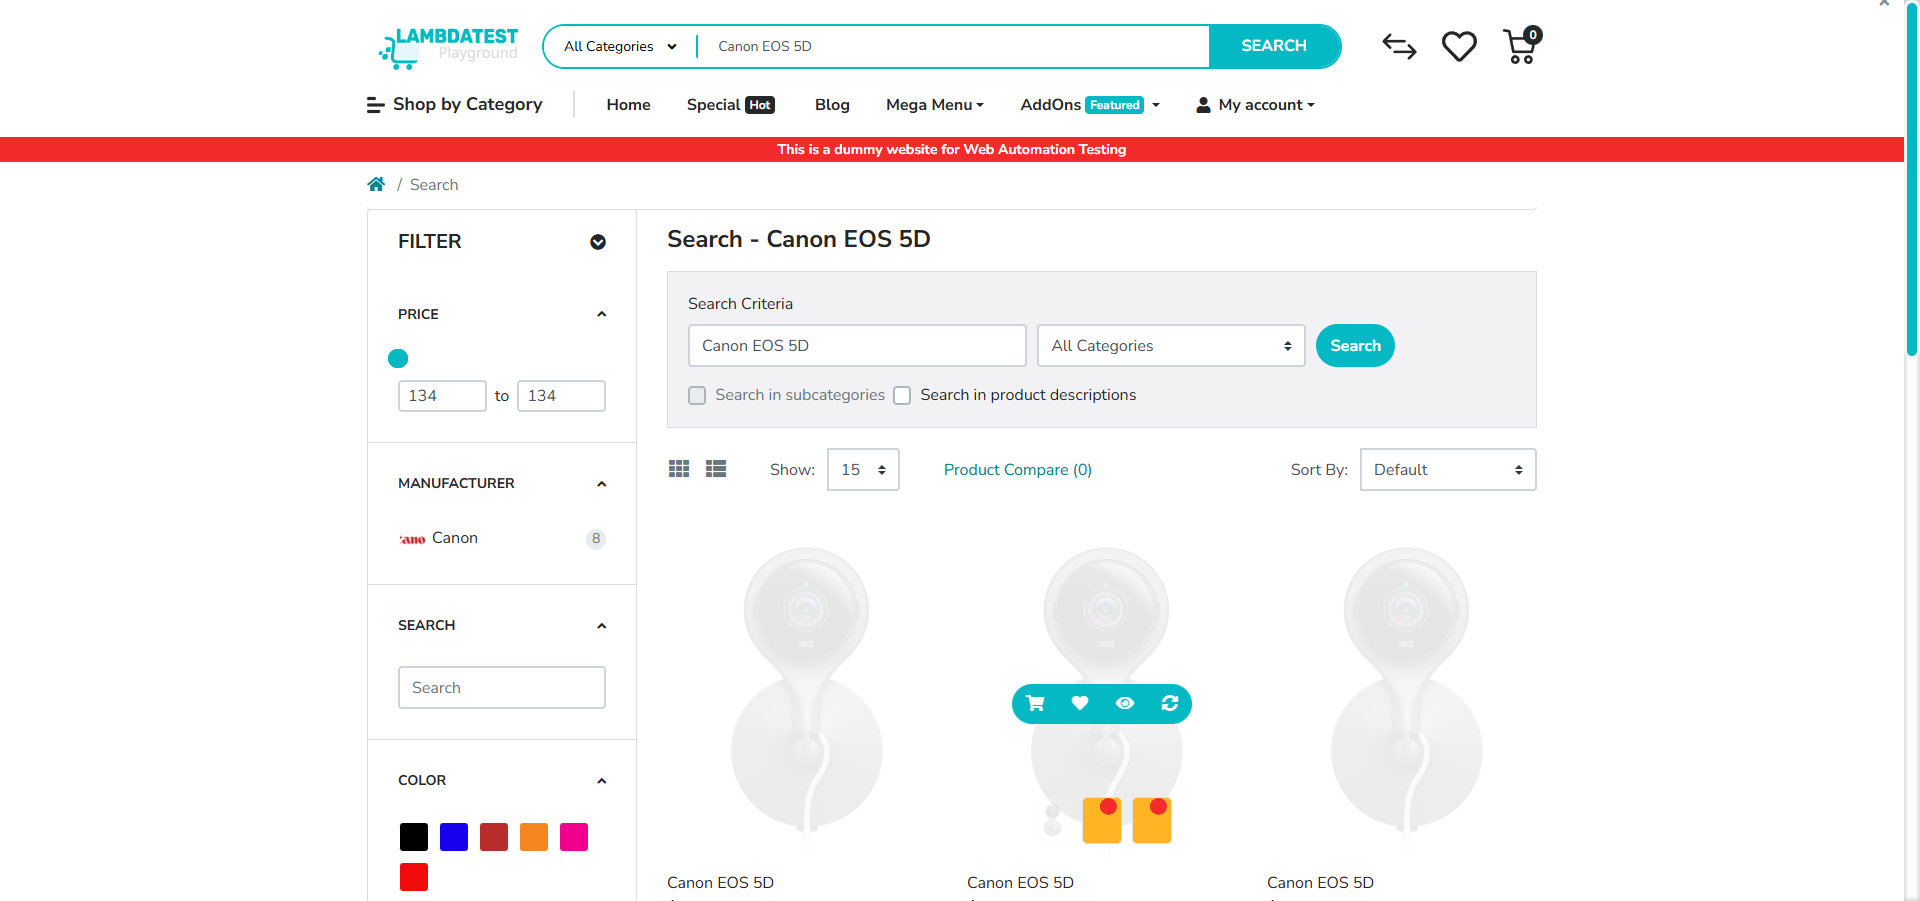 LAMBDATEST
Playground
All Categories
Canon EOS 5D
SEARCH
0
Shop by Category
Home
Special Hot
Blog
Mega Menu
AddOns Featured
My account
This is a dummy website for Web Automation Testing
/ Search
FILTER
PRICE
134 to 134
MANUFACTURER
Canon 8
SEARCH
Search
COLOR
Search - Canon EOS 5D
Search Criteria
Canon EOS 5D
All Categories
Search
Search in subcategories
Search in product descriptions
Show: 15
Product Compare (0)
Sort By: Default
nest
nest
nest
Canon EOS 5D
Canon EOS 5D
Canon EOS 5D